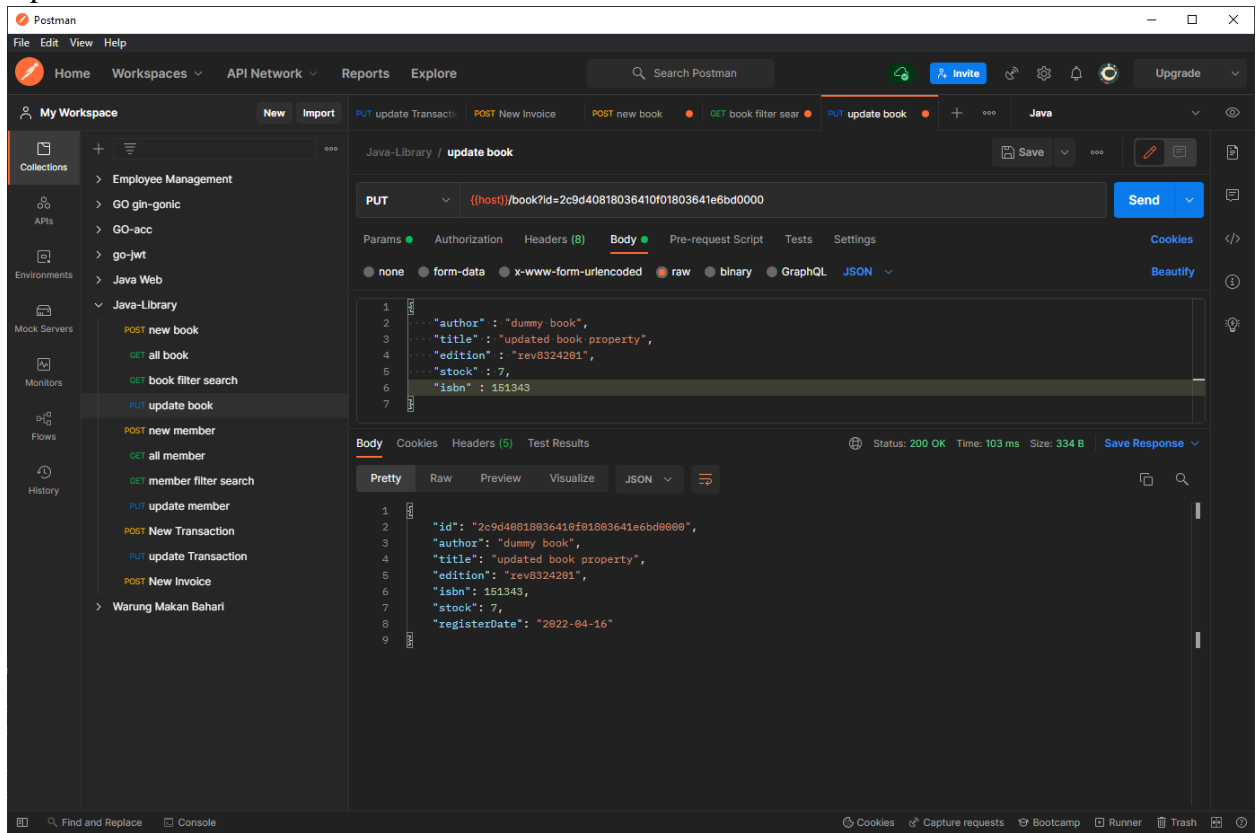 Postman
File Edit View Help
Home Workspaces API Network Reports Explore Search Postman Invite Upgrade
My Workspace New Import PUT update Transactic POST New Invoice POST new book GET book filter sear PUT update book Java
Collections
APIs
Environments
Mock Servers
Monitors
Flows
History
Employee Management
GO gin-gonic
GO-acc
go-jwt
Java Web
Java-Library
POST new book
GET all book
GET book filter search
PUT update book
POST new member
GET all member
GET member filter search
PUT update member
POST New Transaction
PUT update Transaction
POST New Invoice
Warung Makan Bahari
Java-Library / update book Save
PUT {{host}}/book?id=2c9d40818036410f01803641e6bd0000 Send
Params Authorization Headers (8) Body Pre-request Script Tests Settings Cookies
none form-data x-www-form-urlencoded raw binary GraphQL JSON Beautify
1 {
2 "author" : "dummy book",
3 "title" : "updated book property",
4 "edition" : "rev8324201",
5 "stock" : 7,
6 "isbn" : 151343
7 }
Body Cookies Headers (5) Test Results Status: 200 OK Time: 103 ms Size: 334 B Save Response
Pretty Raw Preview Visualize JSON
1 {
2 "id": "2c9d40818036410f01803641e6bd0000",
3 "author": "dummy book",
4 "title": "updated book property",
5 "edition": "rev8324201",
6 "isbn": 151343,
7 "stock": 7,
8 "registerDate": "2022-04-16"
9 }
Find and Replace Console Cookies Capture requests Bootcamp Runner Trash